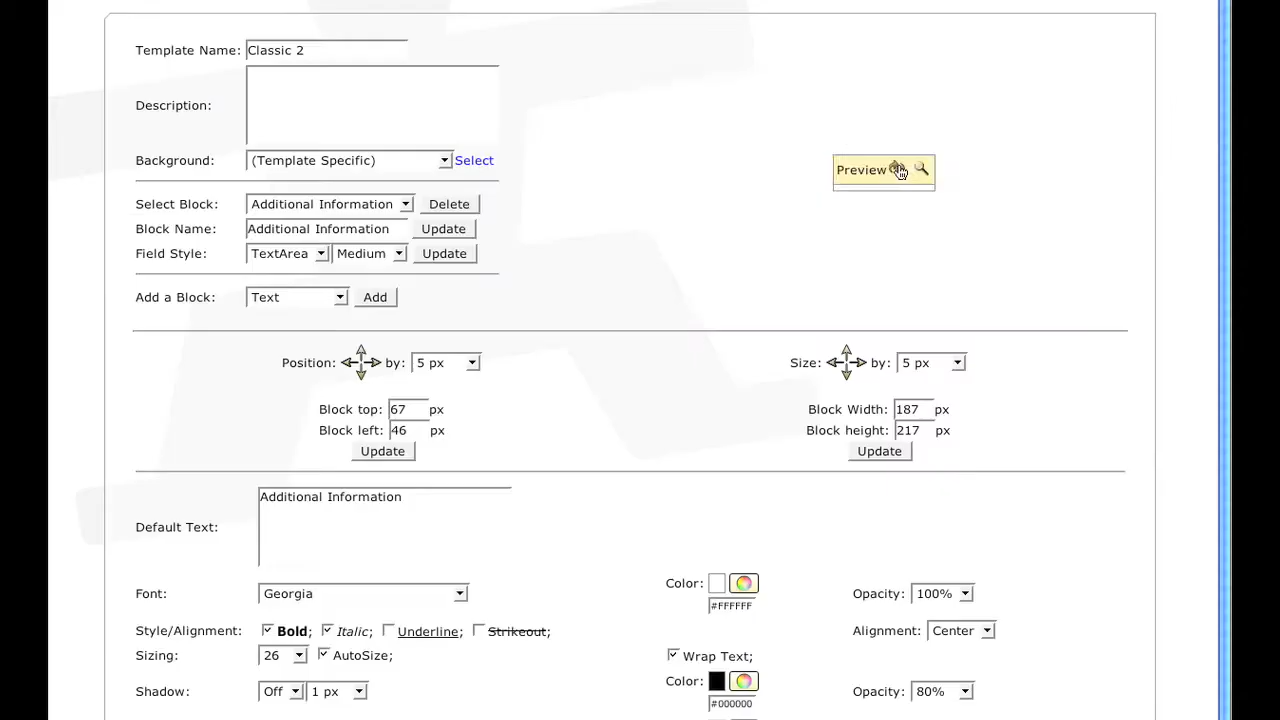 Template Name: Classic 2
Description:
Background: (Template Specific) Select
Preview
Select Block: Additional Information Delete
Block Name: Additional Information Update
Field Style: TextArea Medium Update
Add a Block: Text Add
Position: by: 5 px Size: by: 5 px
Block top: 67 px Block Width: 187 px
Block left: 46 px Block height: 217 px
Update Update
Additional Information
Default Text:
Color:
Font: Georgia Opacity: 100%
#FFFFFF
Style/Alignment: Bold; Italic; Underline; Strikeout; Alignment: Center
Sizing: 26 AutoSize; Wrap Text;
Color:
Shadow: Off 1 px Opacity: 80%
#000000